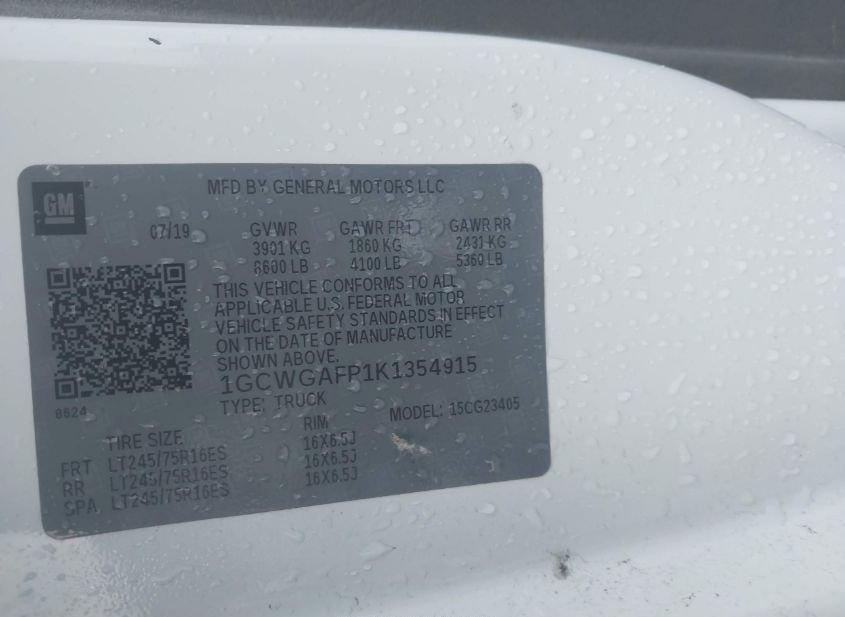 GM
MFD BY GENERAL MOTORS LLC
07/19 GVWR GAWR FRT GAWR RR
3901 KG 1860 KG 2431 KG
8600 LB 4100 LB 5360 LB
THIS VEHICLE CONFORMS TO ALL
APPLICABLE U.S. FEDERAL MOTOR
VEHICLE SAFETY STANDARDS IN EFFECT
ON THE DATE OF MANUFACTURE
SHOWN ABOVE.
1GCWGAFP1K1354915
0624
TYPE: TRUCK MODEL: 15CG23405
TIRE SIZE RIM
FRT LT245/75R16ES 16X6.5J
RR LT245/75R16ES 16X6.5J
SPA LT245/75R16ES 16X6.5J